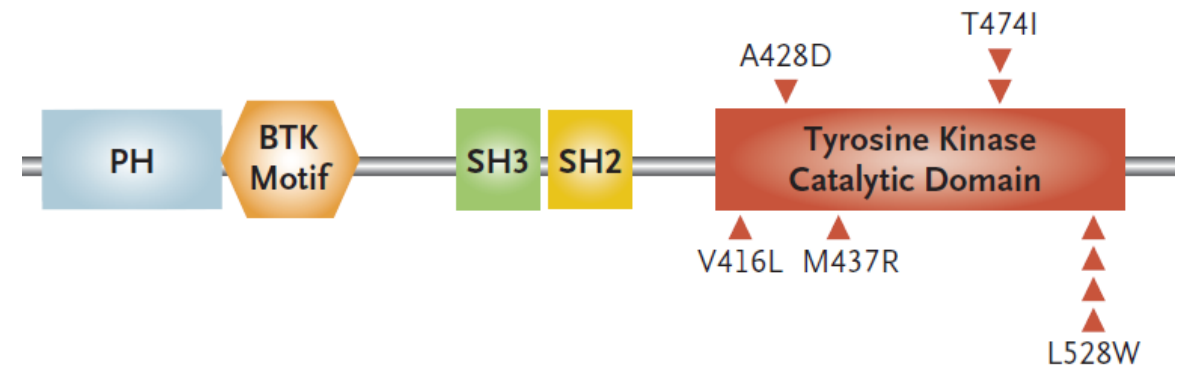 T474I
A428D
PH
BTK
Motif
SH3
SH2
Tyrosine Kinase
Catalytic Domain
V416L
M437R
L528W